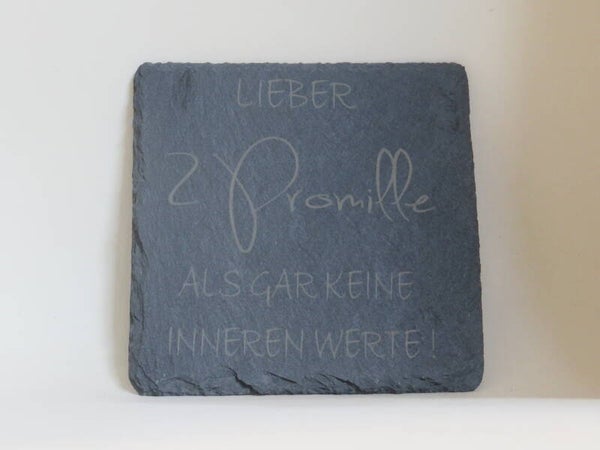 LIEBER
2 Promille
ALS GAR KEINE
INNEREN WERTE!